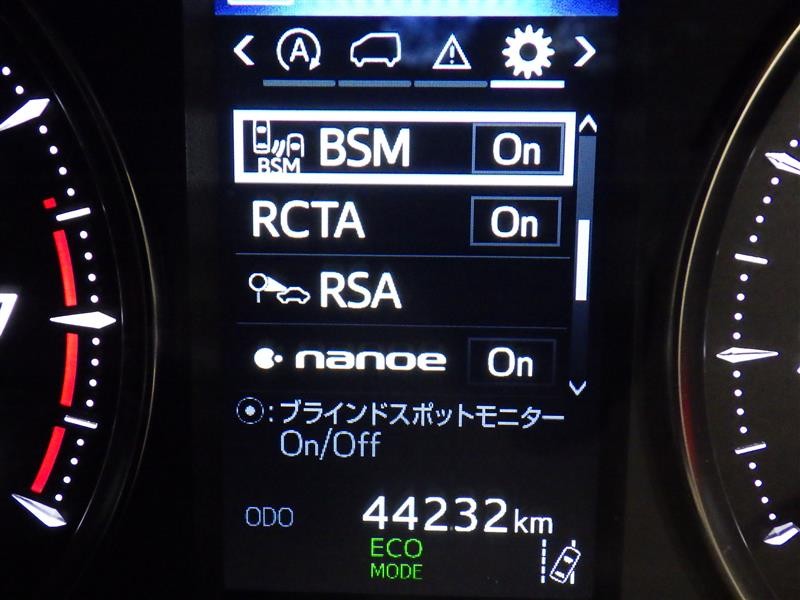 A
BSM BSM On
RCTA On
RSA
nanoe On
:ブラインドスポットモニター
On/Off
ODO 44232km
ECO
MODE